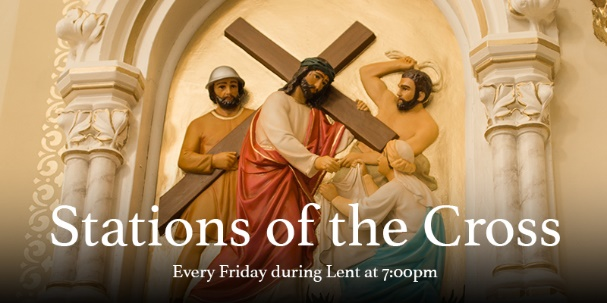 Stations of the Cross
Every Friday during Lent at 7:00pm